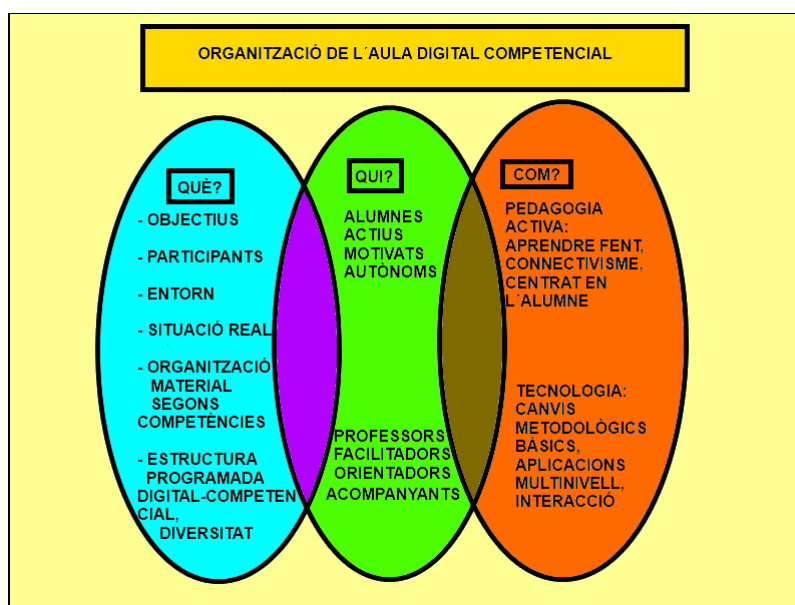 ORGANITZACIÓ DE L´AULA DIGITAL COMPETENCIAL
QUÈ?
- OBJECTIUS
- PARTICIPANTS
- ENTORN
- SITUACIÓ REAL
- ORGANITZACIÓ
MATERIAL
SEGONS
COMPETÈNCIES
- ESTRUCTURA
PROGRAMADA
DIGITAL-COMPETEN
CIAL,
DIVERSITAT
QUI?
ALUMNES
ACTIUS
MOTIVATS
AUTÒNOMS
PROFESSORS
FACILITADORS
ORIENTADORS
ACOMPANYANTS
COM?
PEDAGOGIA
ACTIVA:
APRENDRE FENT,
CONNECTIVISME,
CENTRAT EN
L´ALUMNE
TECNOLOGIA:
CANVIS
METODOLÒGICS
BÀSICS,
APLICACIONS
MULTINIVELL,
INTERACCIÓ